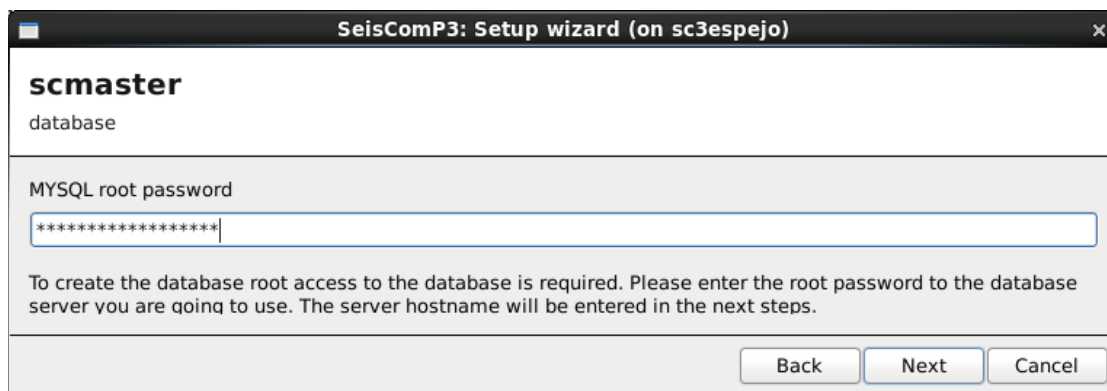 SeisComP3: Setup wizard (on sc3espejo)
scmaster
database
MYSQL root password
******************
To create the database root access to the database is required. Please enter the root password to the database
server you are going to use. The server hostname will be entered in the next steps.
Back Next Cancel